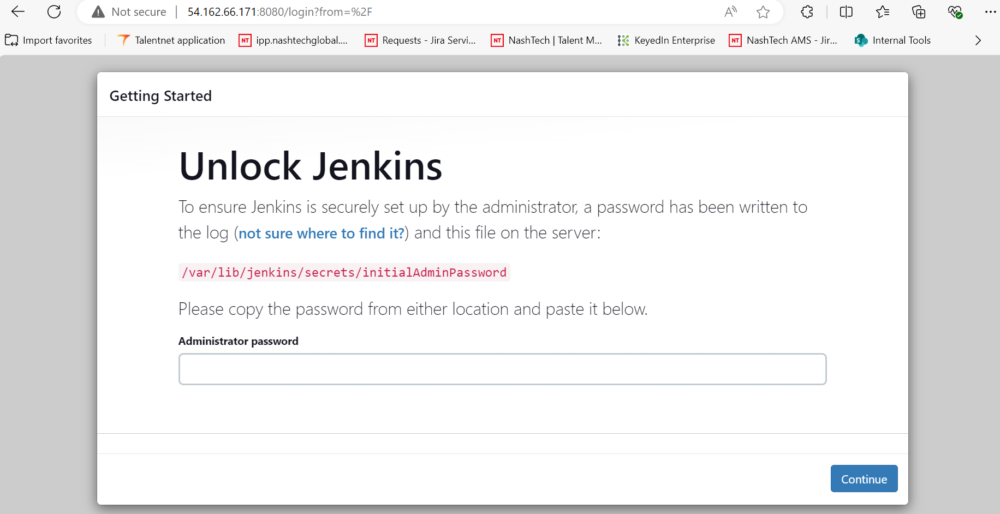 Not secure | 54.162.66.171:8080/login?from=%2F
Import favorites Talentnet application NT ipp.nashtechglobal.... NT Requests - Jira Servi... NT NashTech | Talent M... KeyedIn Enterprise NT NashTech AMS - Jir... Internal Tools
Getting Started
Unlock Jenkins
To ensure Jenkins is securely set up by the administrator, a password has been written to
the log (not sure where to find it?) and this file on the server:
/var/lib/jenkins/secrets/initialAdminPassword
Please copy the password from either location and paste it below.
Administrator password
Continue